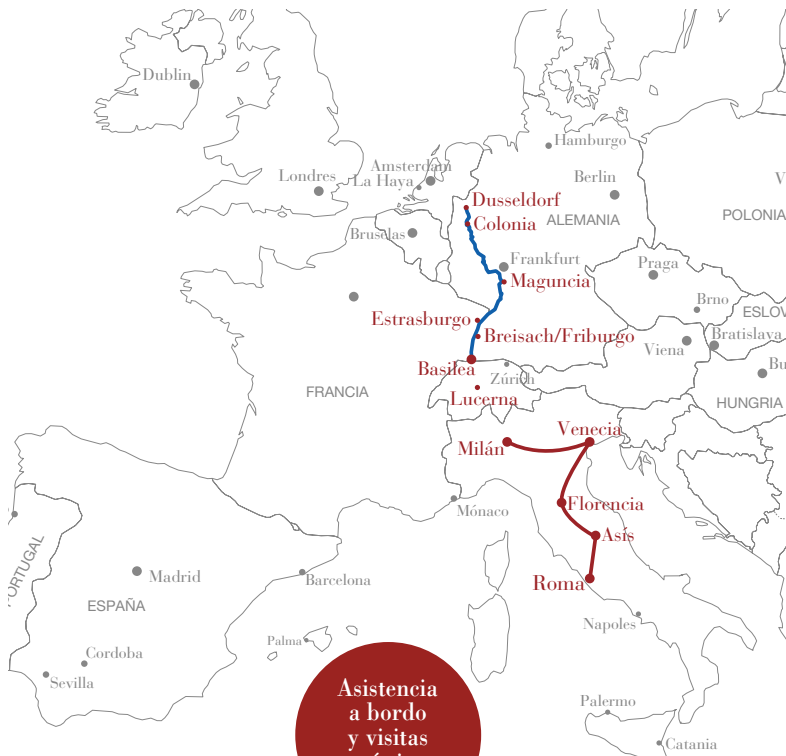 Dublin
Hamburgo
Londres
Amsterdam
La Haya
Berlin
Dusseldorf
Colonia
ALEMANIA
POLONIA
Bruselas
Frankfurt
Praga
Maguncia
Brno
Estrasburgo
Breisach/Friburgo
Bratislava
Viena
Basilea
Zúrich
Lucerna
FRANCIA
HUNGRIA
Venecia
Milán
Mónaco
Florencia
Asís
PORTUGAL
Madrid
Barcelona
Roma
ESPAÑA
Napoles
Palma
Cordoba
Sevilla
Asistencia
a bordo
y visitas
Palermo
Catania